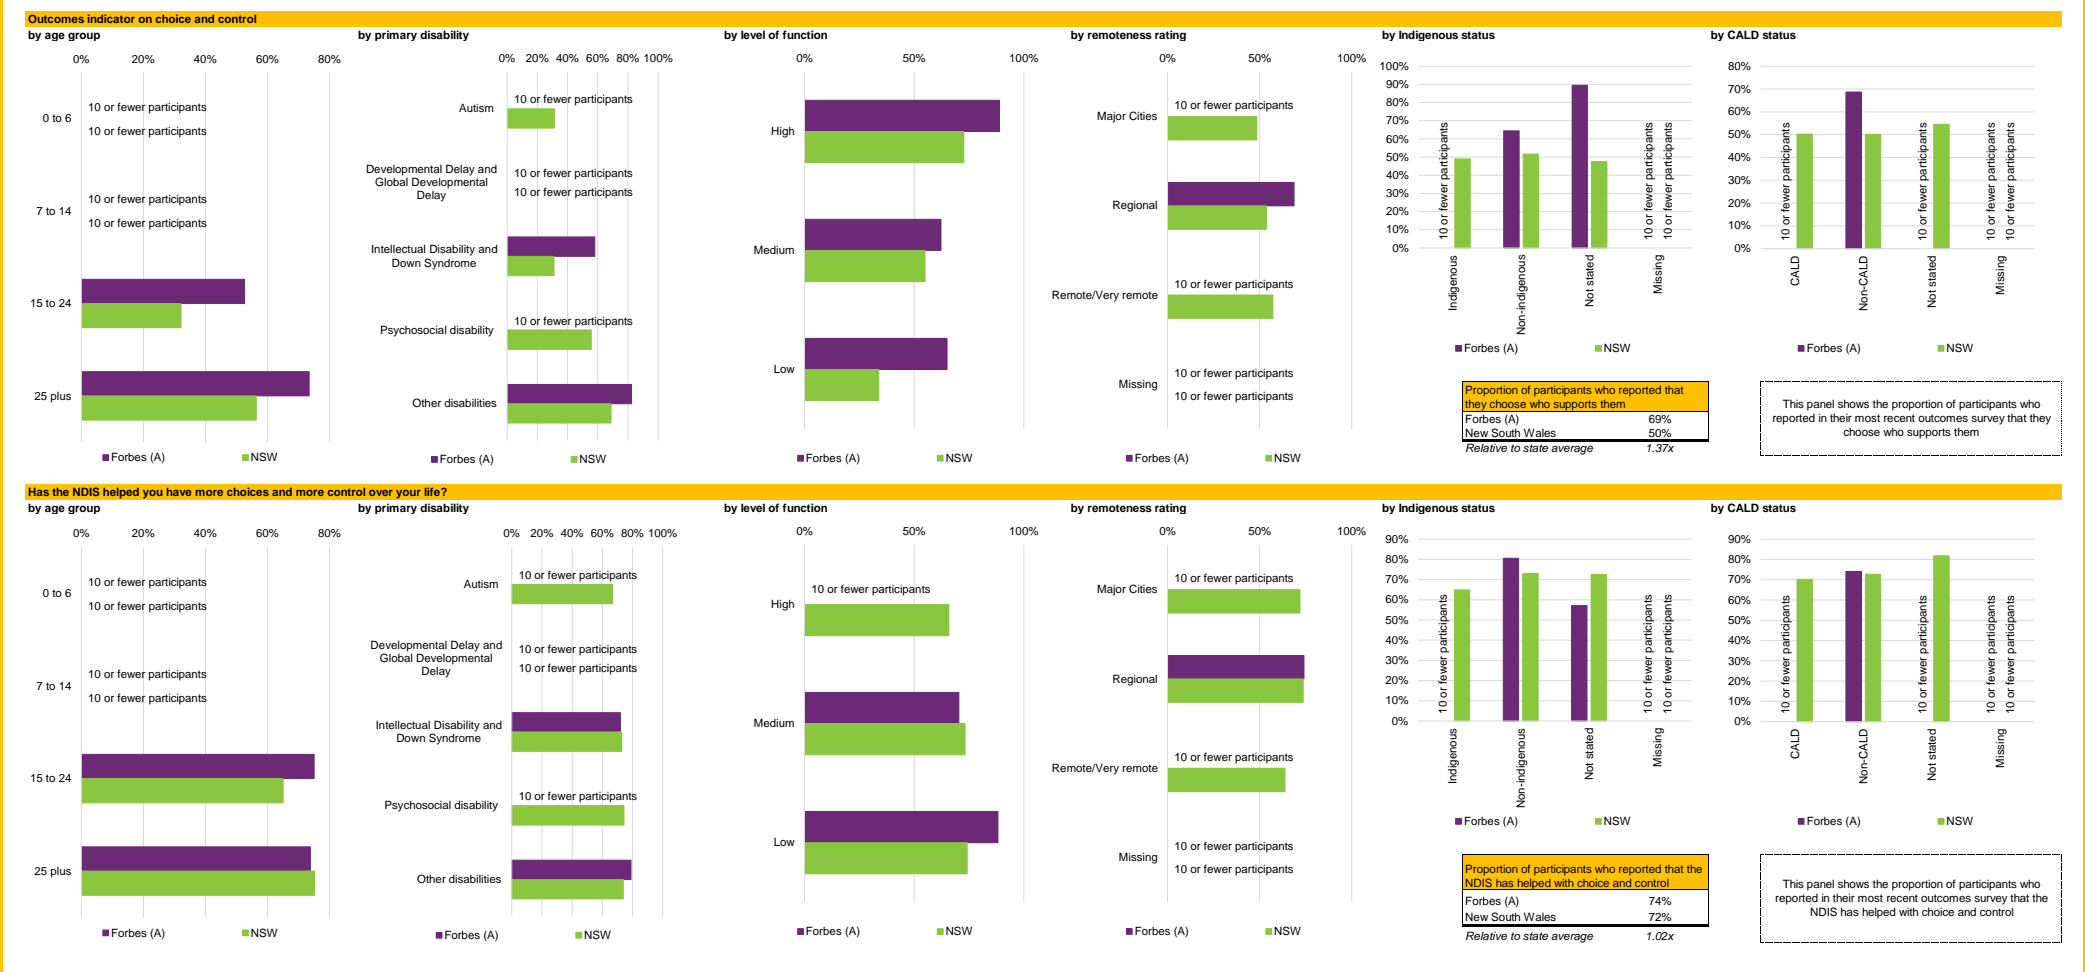 Outcomes indicator on choice and control
by age group
0% 20% 40% 60% 80%
0 to 6
10 or fewer participants
10 or fewer participants
7 to 14
10 or fewer participants
10 or fewer participants
15 to 24
25 plus
Forbes (A) NSW
by primary disability
0% 20% 40% 60% 80% 100%
Autism
10 or fewer participants
Developmental Delay and
Global Developmental
Delay
10 or fewer participants
10 or fewer participants
Intellectual Disability and
Down Syndrome
Psychosocial disability
10 or fewer participants
Other disabilities
Forbes (A) NSW
by level of function
0% 50% 100%
High
Medium
Low
Forbes (A) NSW
by remoteness rating
0% 50% 100%
Major Cities
10 or fewer participants
Regional
Remote/Very remote
10 or fewer participants
Missing
10 or fewer participants
10 or fewer participants
Forbes (A) NSW
by Indigenous status
100%
90%
80%
70%
60%
50%
40%
30%
20%
10%
0%
10 or fewer participants
10 or fewer participants
10 or fewer participants
Indigenous
Non-indigenous
Not stated
Missing
Forbes (A) NSW
Proportion of participants who reported that
they choose who supports them
Forbes (A) 69%
New South Wales 50%
Relative to state average 1.37x
by CALD status
80%
70%
60%
50%
40%
30%
20%
10%
0%
10 or fewer participants
10 or fewer participants
10 or fewer participants
10 or fewer participants
CALD
Non-CALD
Not stated
Missing
Forbes (A) NSW
This panel shows the proportion of participants who
reported in their most recent outcomes survey that they
choose who supports them
Has the NDIS helped you have more choices and more control over your life?
by age group
0% 20% 40% 60% 80%
0 to 6
10 or fewer participants
10 or fewer participants
7 to 14
10 or fewer participants
10 or fewer participants
15 to 24
25 plus
Forbes (A) NSW
by primary disability
0% 20% 40% 60% 80% 100%
Autism
10 or fewer participants
Developmental Delay and
Global Developmental
Delay
10 or fewer participants
10 or fewer participants
Intellectual Disability and
Down Syndrome
Psychosocial disability
10 or fewer participants
Other disabilities
Forbes (A) NSW
by level of function
0% 50% 100%
High
10 or fewer participants
Medium
Low
Forbes (A) NSW
by remoteness rating
0% 50% 100%
Major Cities
10 or fewer participants
Regional
Remote/Very remote
10 or fewer participants
Missing
10 or fewer participants
10 or fewer participants
Forbes (A) NSW
by Indigenous status
90%
80%
70%
60%
50%
40%
30%
20%
10%
0%
10 or fewer participants
10 or fewer participants
10 or fewer participants
Indigenous
Non-indigenous
Not stated
Missing
Forbes (A) NSW
Proportion of participants who reported that the
NDIS has helped with choice and control
Forbes (A) 74%
New South Wales 72%
Relative to state average 1.02x
by CALD status
90%
80%
70%
60%
50%
40%
30%
20%
10%
0%
10 or fewer participants
10 or fewer participants
10 or fewer participants
10 or fewer participants
CALD
Non-CALD
Not stated
Missing
Forbes (A) NSW
This panel shows the proportion of participants who
reported in their most recent outcomes survey that the
NDIS has helped with choice and control